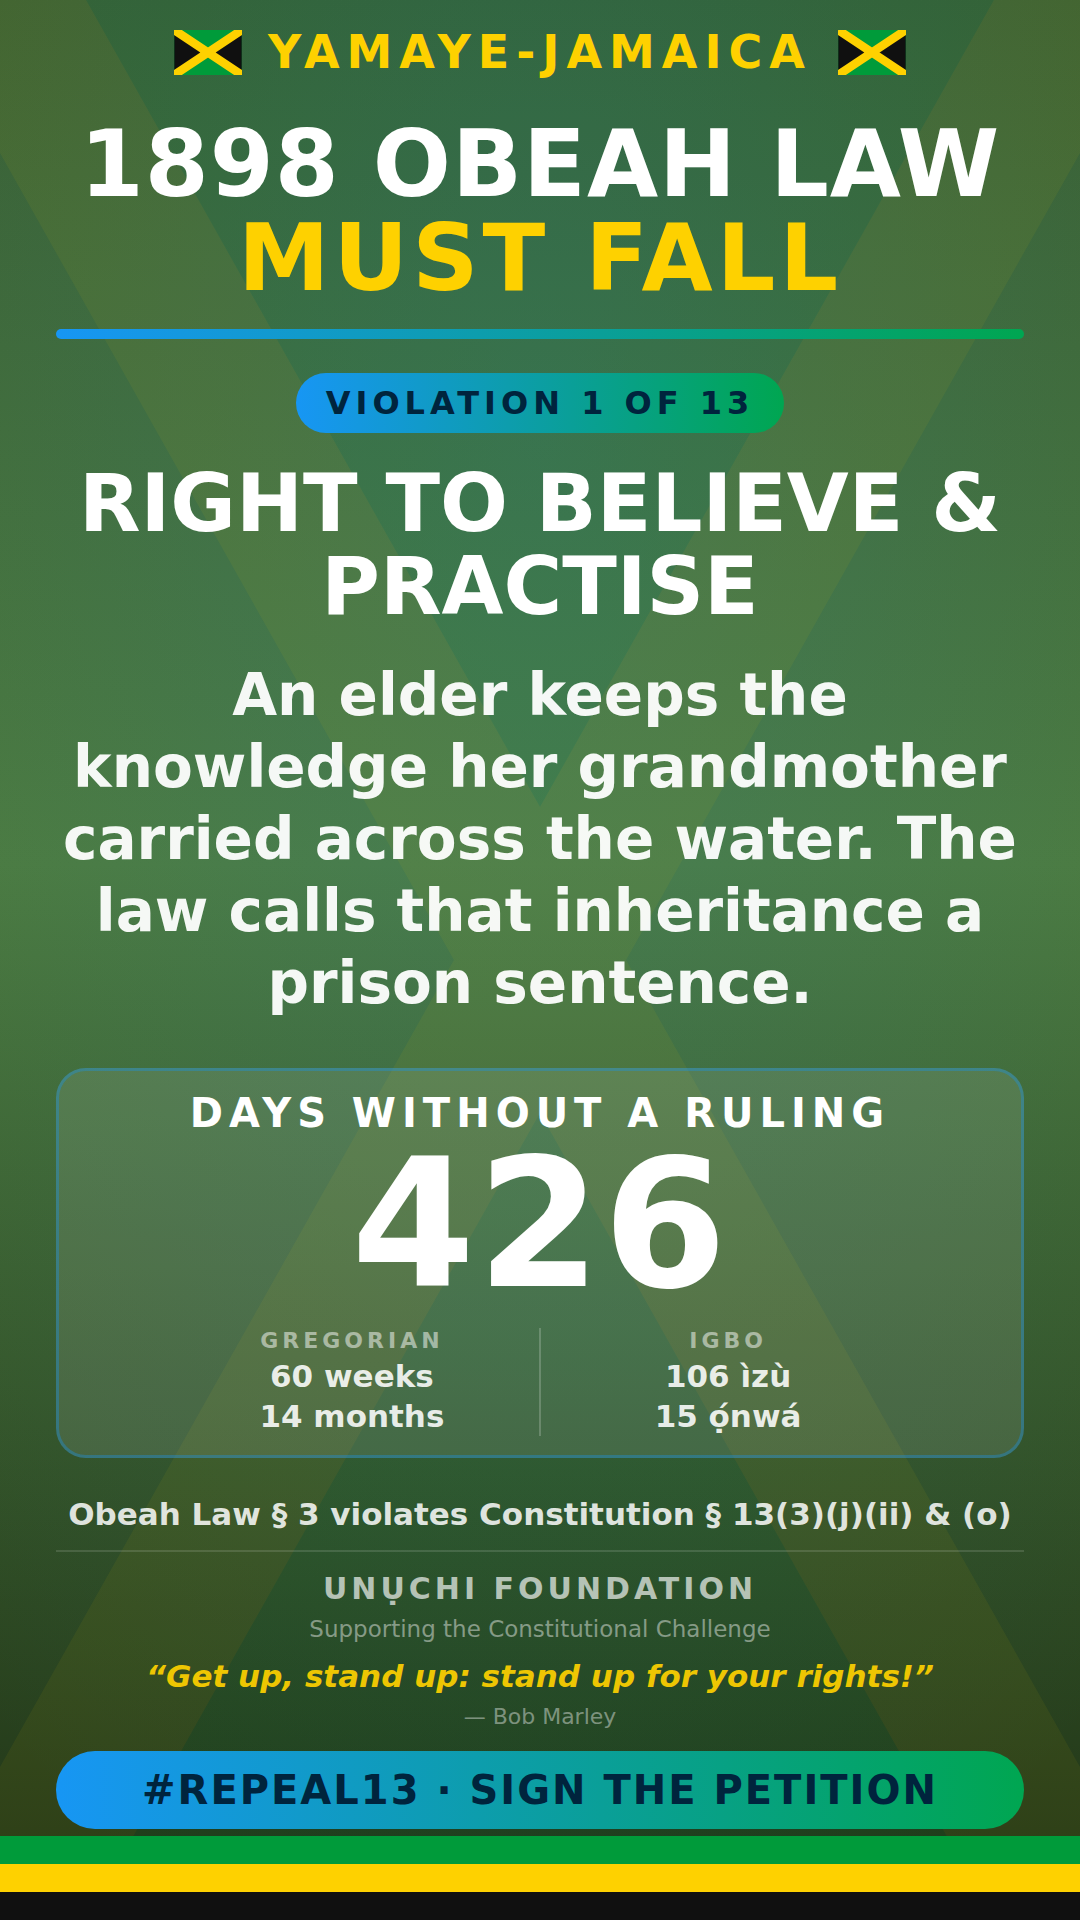 YAMAYE-JAMAICA
1898 OBEAH LAW
MUST FALL
VIOLATION 1 OF 13
RIGHT TO BELIEVE &
PRACTISE
An elder keeps the
knowledge her grandmother
carried across the water. The
law calls that inheritance a
prison sentence.
DAYS WITHOUT A RULING
426
GREGORIAN
60 weeks
14 months
IGBO
106 ìzù
15 ọ́nwá
Obeah Law § 3 violates Constitution § 13(3)(j)(ii) & (o)
UNỤCHI FOUNDATION
Supporting the Constitutional Challenge
“Get up, stand up: stand up for your rights!”
— Bob Marley
#REPEAL13 · SIGN THE PETITION